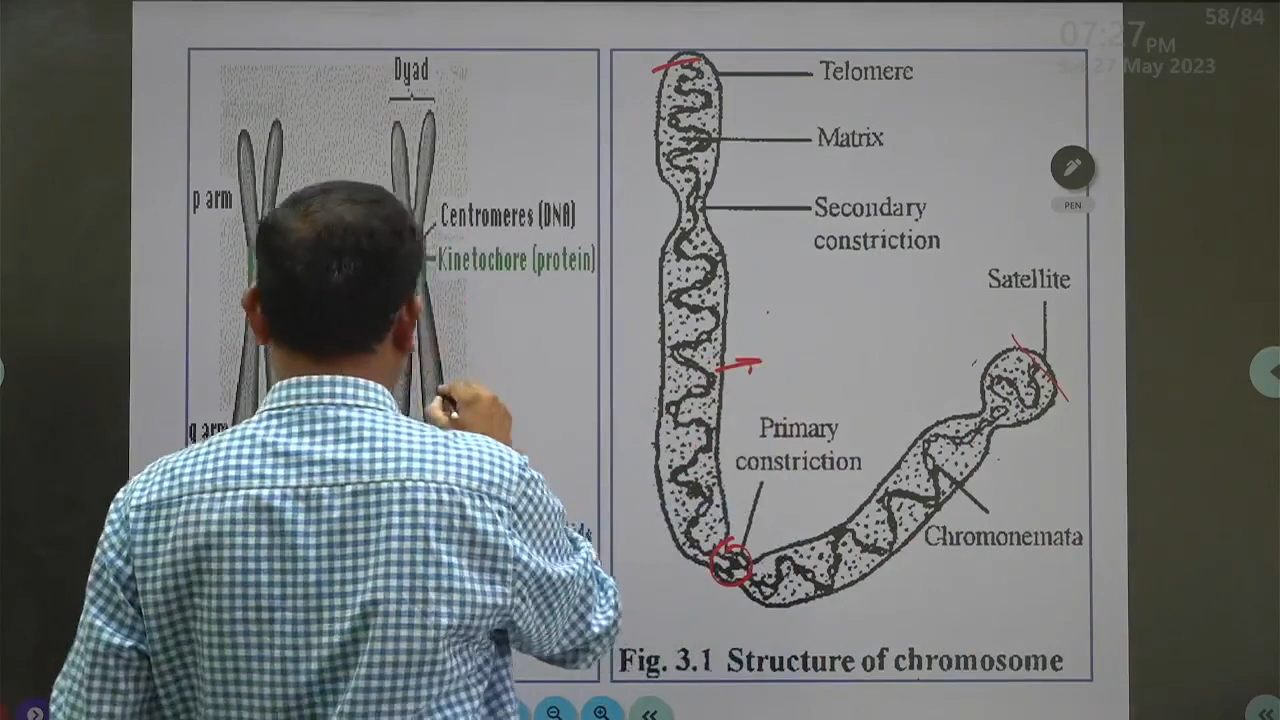 58/84
07:27 PM
27 May 2023
Dyad
p arm
Centromeres (DNA)
Kinetochore (protein)
q arm
Telomere
Matrix
Secondary
constriction
Satellite
PEN
Primary
constriction
Chromonemata
Fig. 3.1 Structure of chromosome